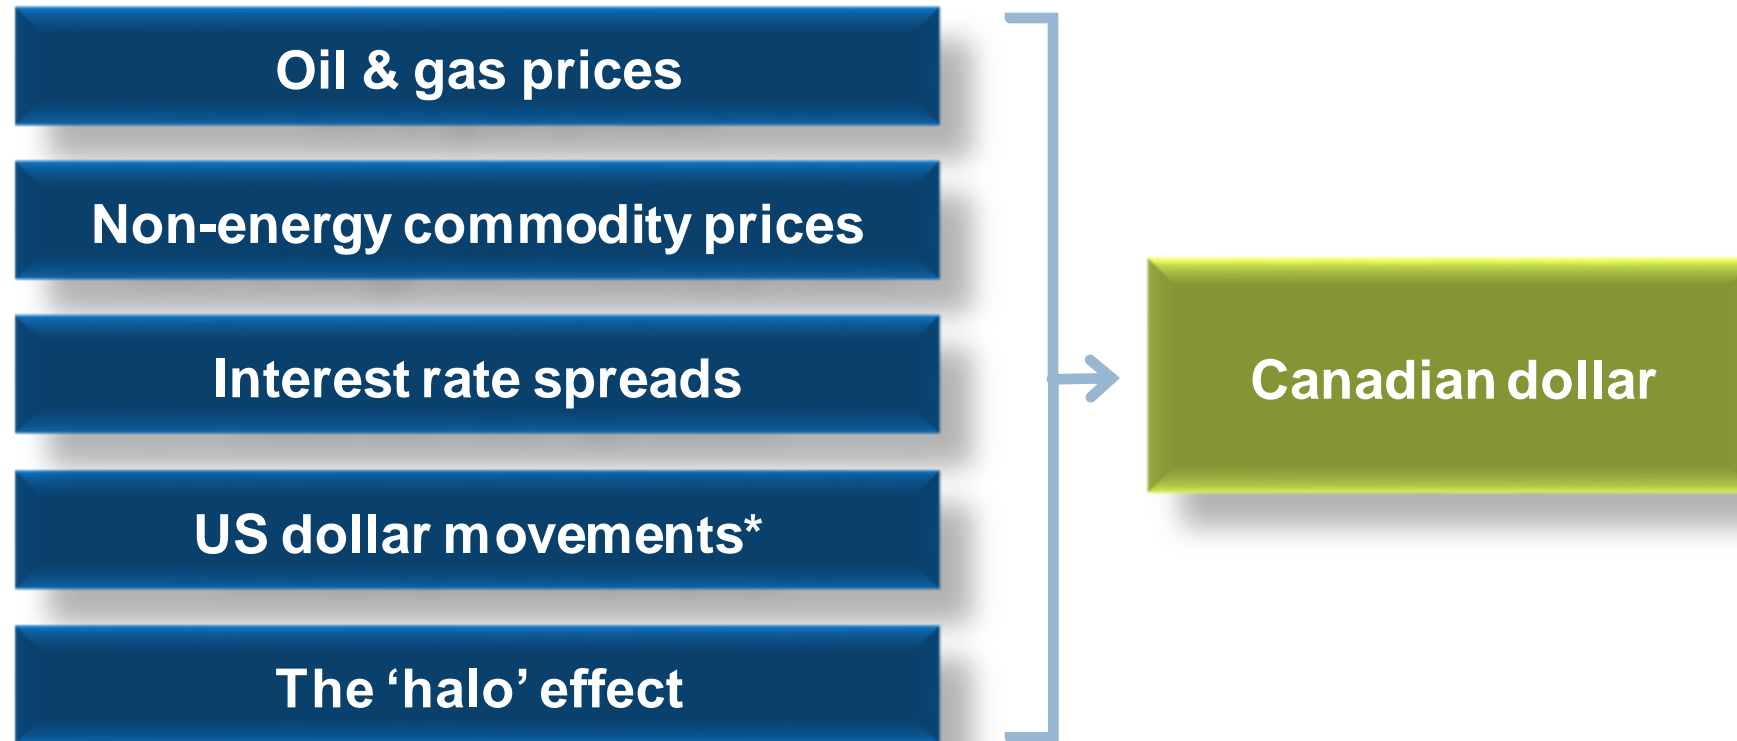 Oil & gas prices
Non-energy commodity prices
Interest rate spreads
US dollar movements*
The ‘halo’ effect
Canadian dollar